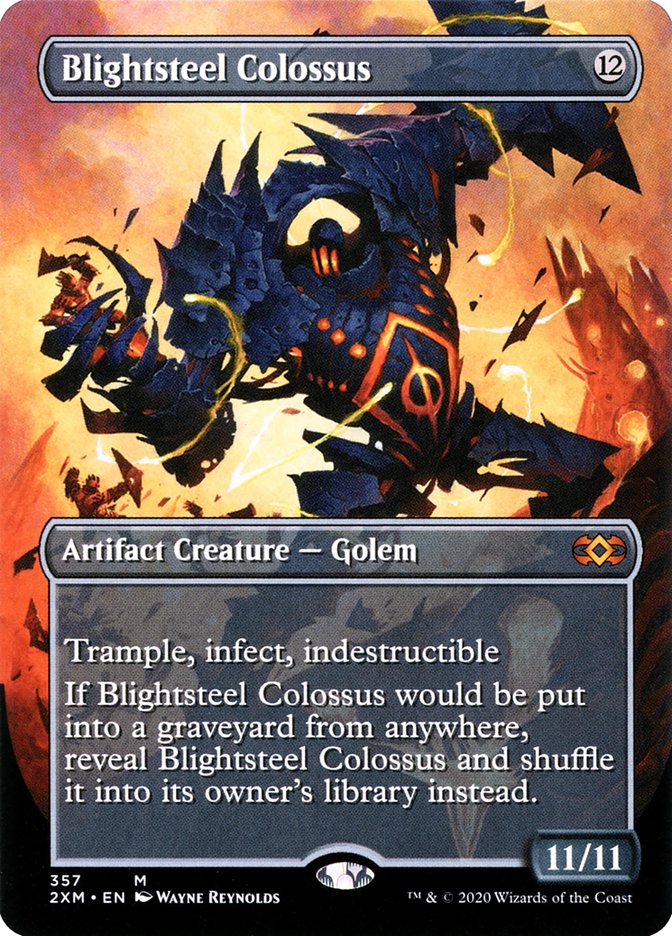 Blightsteel Colossus 12
Artifact Creature — Golem
Trample, infect, indestructible
If Blightsteel Colossus would be put
into a graveyard from anywhere,
reveal Blightsteel Colossus and shuffle
it into its owner's library instead.
11/11
357 M
2XM • EN Wayne Reynolds ™ & © 2020 Wizards of the Coast